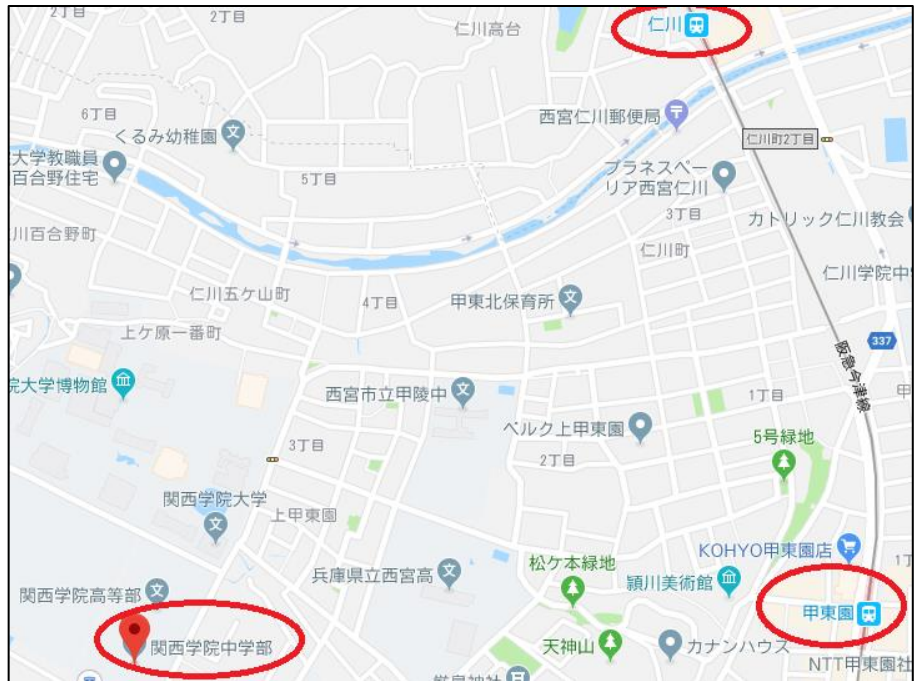 2丁目
2丁目
仁川高台
仁川
6丁目
くるみ幼稚園
西宮仁川郵便局
仁川町2丁目
大学教職員
百合野住宅
5丁目
プラネスペー
リア西宮仁川
3丁目
カトリック仁川教会
川百合野町
仁川町
仁川学院中
仁川五ケ山町
4丁目
甲東北保育所
上ケ原一番町
337
阪急今津線
院大学博物館
西宮市立甲陵中
1丁目
甲
ベルク上甲東園
5号緑地
3丁目
2丁目
関西学院大学
上甲東園
KOHYO甲東園店
松ケ本緑地
兵庫県立西宮高
頴川美術館
1丁
関西学院高等部
甲東園
関西学院中学部
天神山
カナンハウス
NTT甲東園社
厳島神社